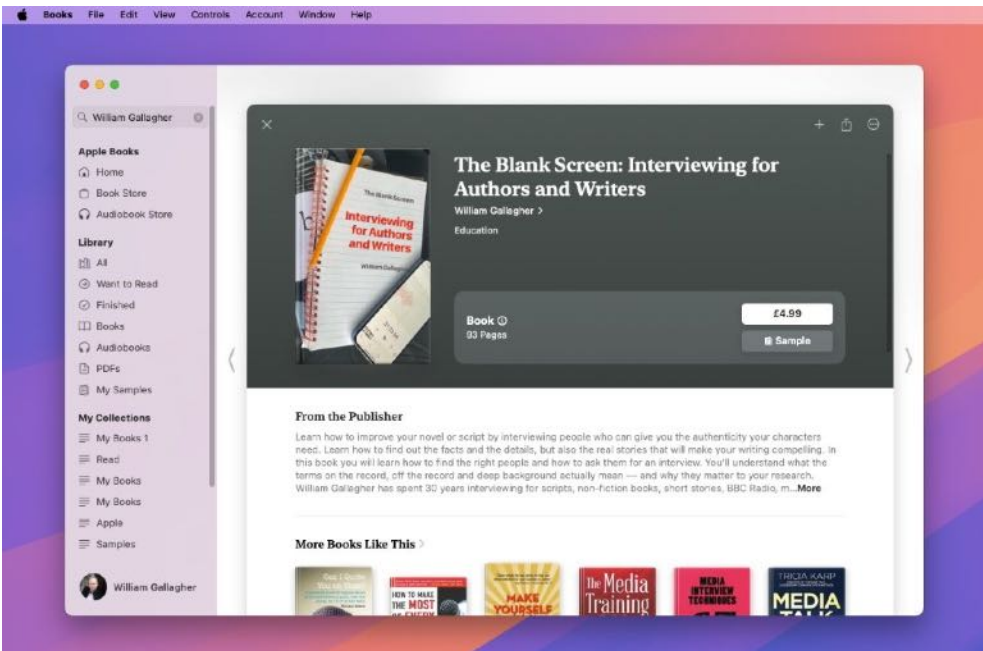 Books File Edit View Controls Account Window Help
William Gallagher
Apple Books
Home
Book Store
Audiobook Store
Library
All
Want to Read
Finished
Books
Audiobooks
PDFs
My Samples
My Collections
My Books 1
Read
My Books
My Books
Apple
Samples
William Gallagher
The Blank Screen
Interviewing
for Authors
and Writers
William Gallagher
The Blank Screen: Interviewing for
Authors and Writers
William Gallagher
Education
Book
93 Pages
£4.99
Sample
From the Publisher
Learn how to improve your novel or script by interviewing people who can give you the authenticity your characters
need. Learn how to find out the facts and the details, but also the real stories that will make your writing compelling. In
this book you will learn how to find the right people and how to ask them for an interview. You'll understand what the
terms on the record, off the record and deep background actually mean — and why they matter to your research.
William Gallagher has spent 30 years interviewing for scripts, non-fiction books, short stories, BBC Radio, m...More
More Books Like This
Can I Quote
You on That?
HOW TO MAKE
THE MOST
OF EVERY
MAKE
YOURSELF
The Media
Training
MEDIA
INTERVIEW
TECHNIQUES
TRICIA KARP
MEDIA
TALK